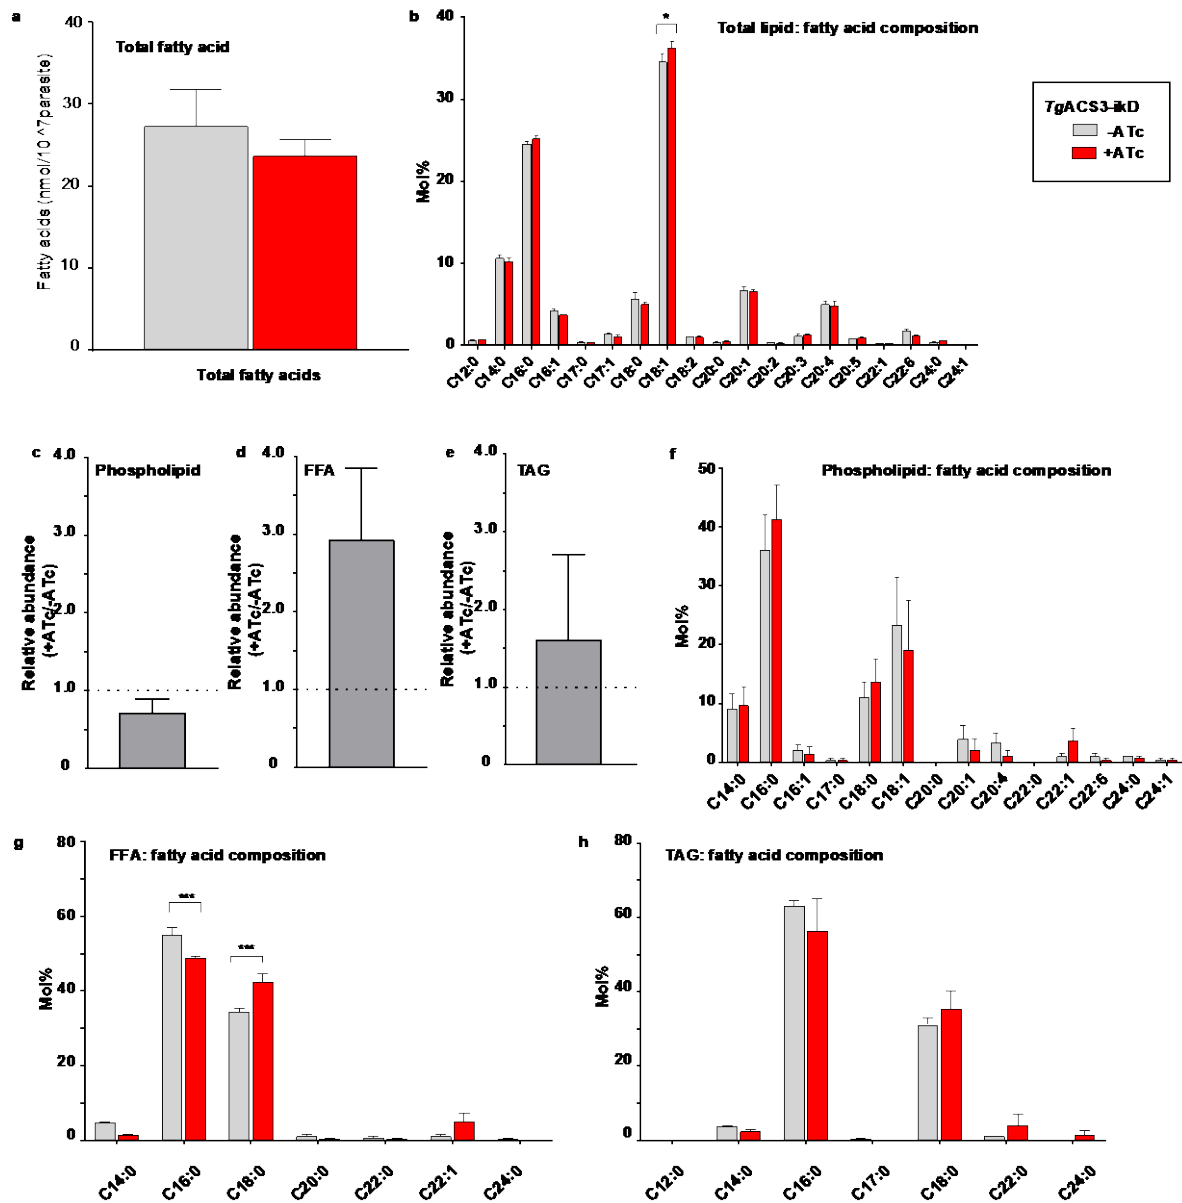 a
Total fatty acid
Fatty acids (nmol/10 ^7parasite)
40
30
20
10
0
Total fatty acids
b
Total lipid: fatty acid composition
*
Mol%
40
30
20
10
0
C12:0 C14:0 C16:0 C16:1 C17:0 C17:1 C18:0 C18:1 C18:2 C20:0 C20:1 C20:2 C20:3 C20:4 C20:5 C22:1 C22:6 C24:0 C24:1
TgACS3-ikD
-ATc
+ATc
c
Phospholipid
Relative abundance
(+ATc/-ATc)
4.0
3.0
2.0
1.0
0
d
FFA
Relative abundance
(+ATc/-ATc)
4.0
3.0
2.0
1.0
0
e
TAG
Relative abundance
(+ATc/-ATc)
4.0
3.0
2.0
1.0
0
f
Phospholipid: fatty acid composition
Mol%
50
40
30
20
10
0
C14:0 C16:0 C16:1 C17:0 C18:0 C18:1 C20:0 C20:1 C20:4 C22:0 C22:1 C22:6 C24:0 C24:1
g
FFA: fatty acid composition
***
***
Mol%
80
60
40
20
0
C14:0 C16:0 C18:0 C20:0 C22:0 C22:1 C24:0
h
TAG: fatty acid composition
Mol%
80
60
40
20
0
C12:0 C14:0 C16:0 C17:0 C18:0 C22:0 C24:0